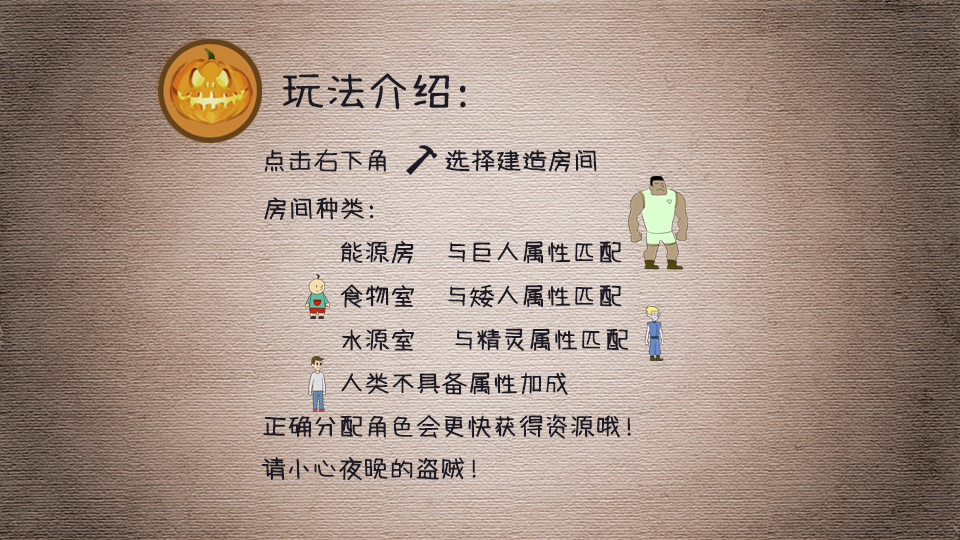 玩法介绍：
点击右下角 选择建造房间
房间种类：
能源房 与巨人属性匹配
食物室 与矮人属性匹配
水源室 与精灵属性匹配
人类不具备属性加成
正确分配角色会更快获得资源哦！
请小心夜晚的盗贼！